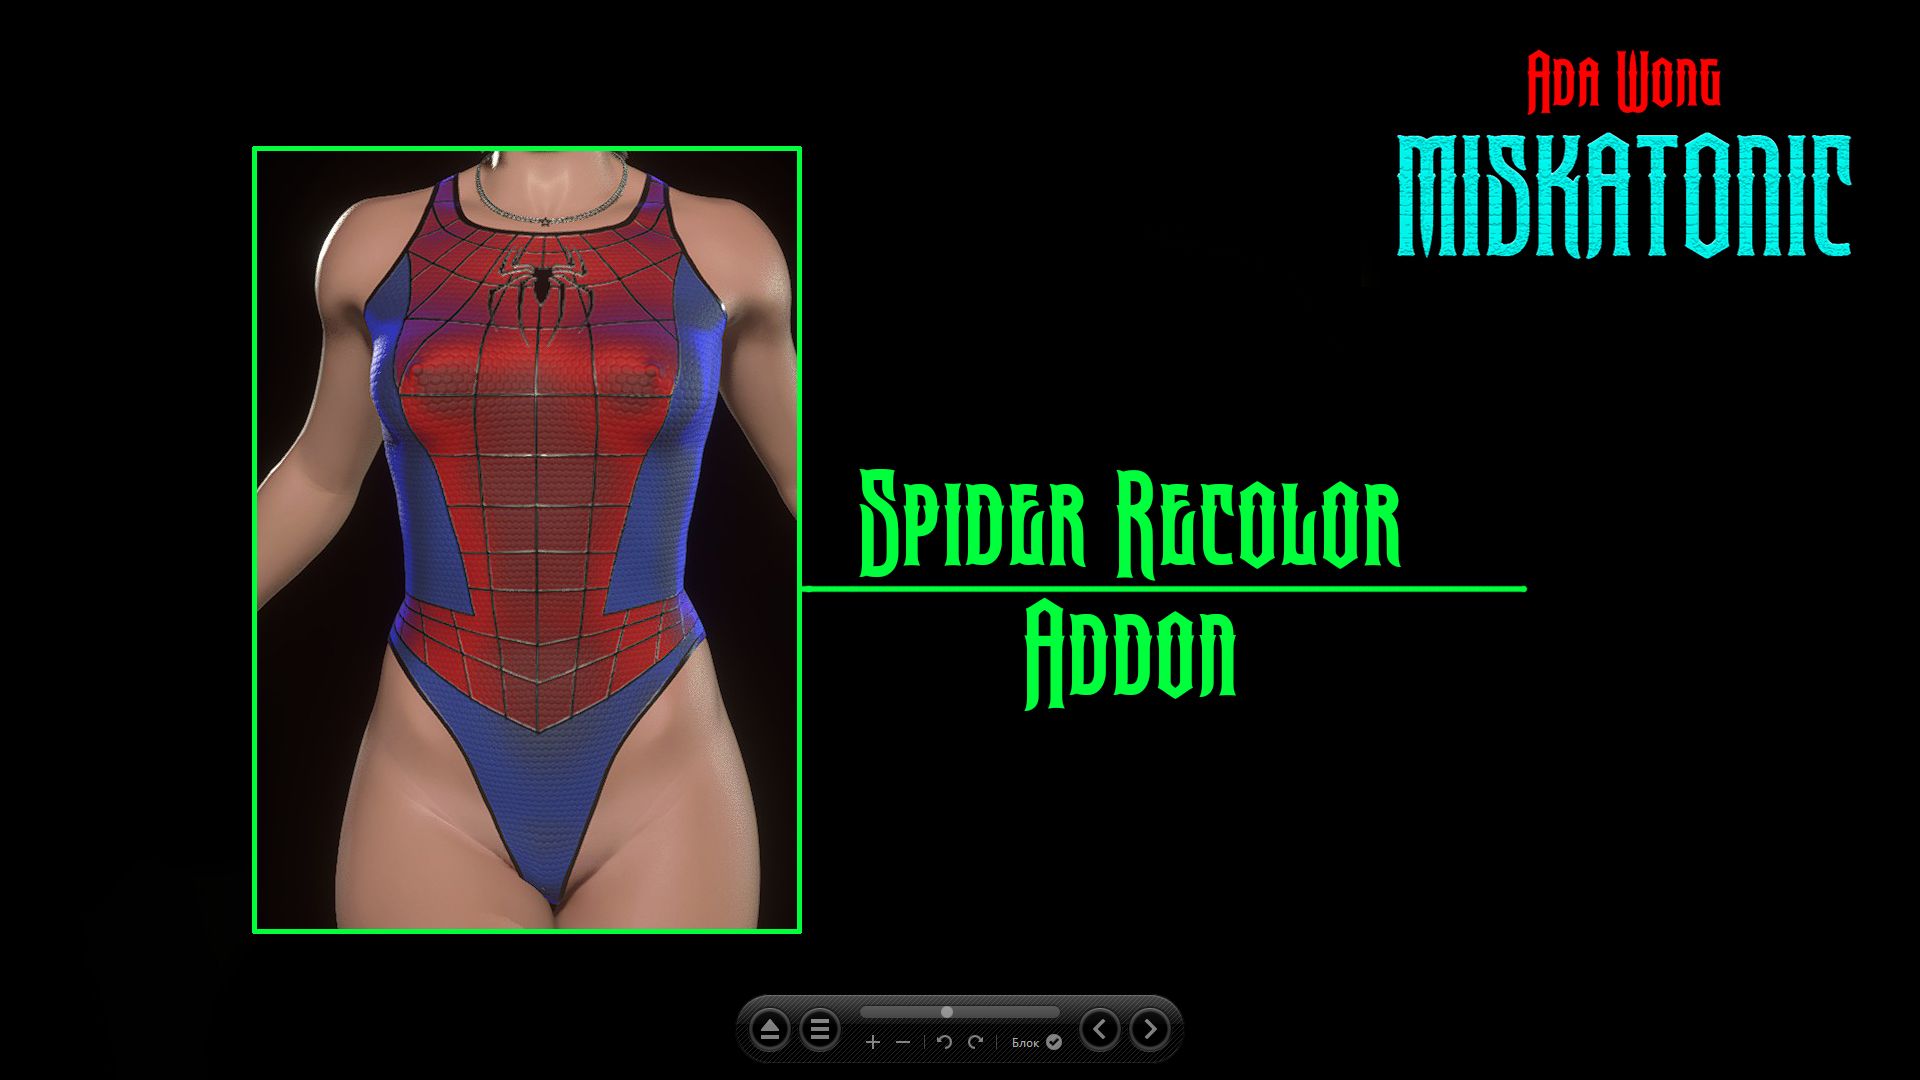 Ada Wong
MISKATONIC
Spider Recolor
Addon
Блок